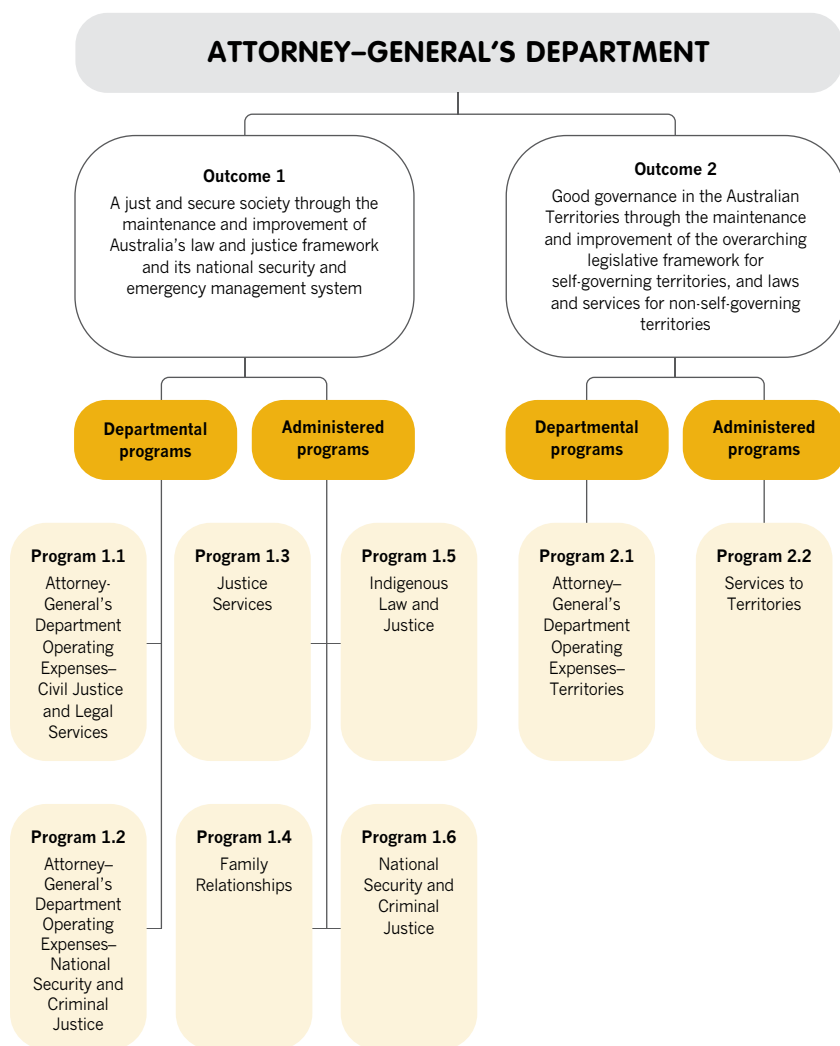 ATTORNEY–GENERAL'S DEPARTMENT
Outcome 1
A just and secure society through the
maintenance and improvement of
Australia's law and justice framework
and its national security and
emergency management system
Outcome 2
Good governance in the Australian
Territories through the maintenance
and improvement of the overarching
legislative framework for
self-governing territories, and laws
and services for non-self-governing
territories
Departmental
programs
Administered
programs
Departmental
programs
Administered
programs
Program 1.1
Attorney-
General's
Department
Operating
Expenses–
Civil Justice
and Legal
Services
Program 1.3
Justice
Services
Program 1.5
Indigenous
Law and
Justice
Program 2.1
Attorney–
General's
Department
Operating
Expenses–
Territories
Program 2.2
Services to
Territories
Program 1.2
Attorney–
General's
Department
Operating
Expenses–
National
Security and
Criminal
Justice
Program 1.4
Family
Relationships
Program 1.6
National
Security and
Criminal
Justice